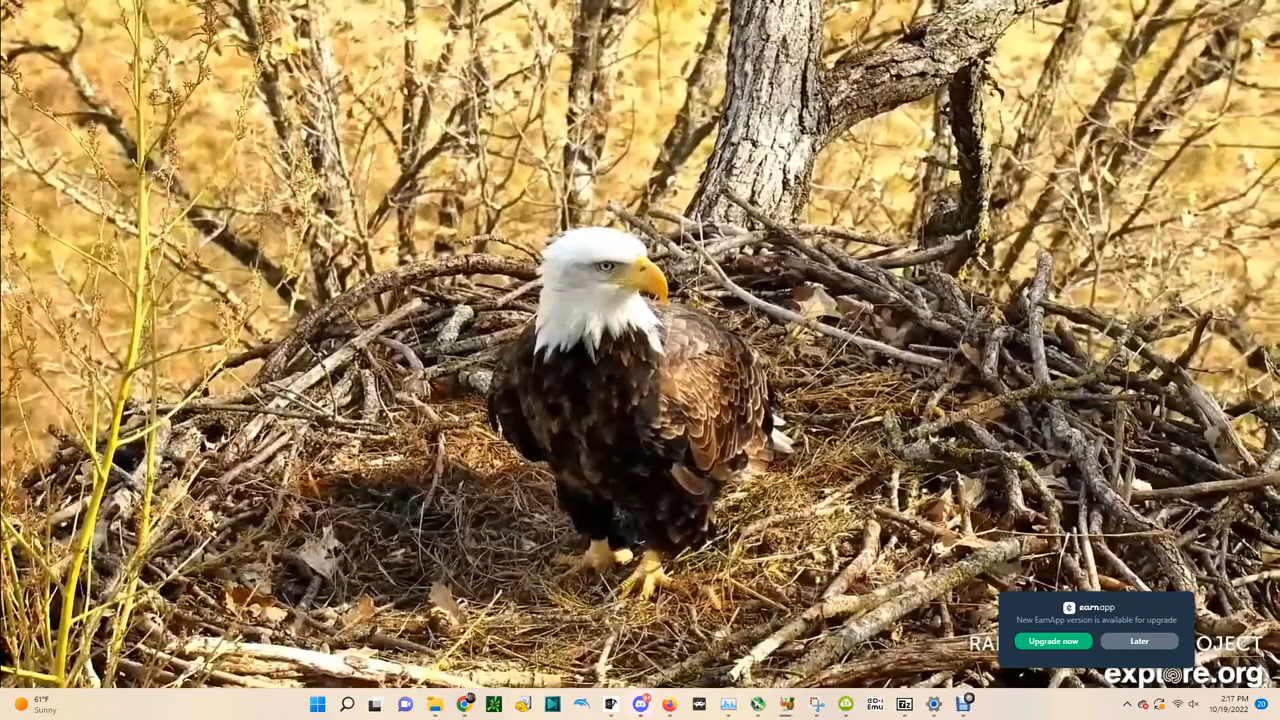 earnapp
New EarnApp version is available for upgrade
Upgrade now
Later
OJECT
explore.org
61°F
Sunny
2:17 PM
10/19/2022
20